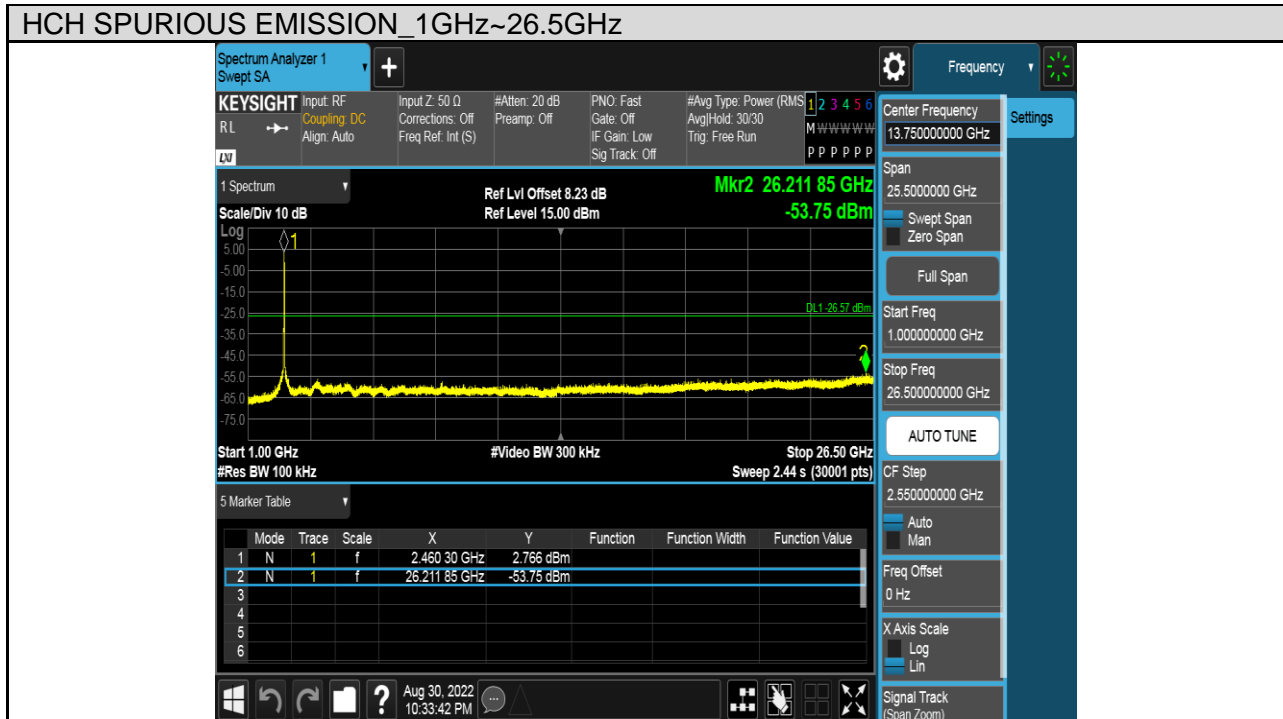 HCH SPURIOUS EMISSION_1GHz~26.5GHz
Spectrum Analyzer 1
Swept SA
+
Frequency
KEYSIGHT
RL
LXI
Input: RF
Coupling: DC
Align: Auto
Input Z: 50 Ω
Corrections: Off
Freq Ref: Int (S)
#Atten: 20 dB
Preamp: Off
PNO: Fast
Gate: Off
IF Gain: Low
Sig Track: Off
#Avg Type: Power (RMS
Avg|Hold: 30/30
Trig: Free Run
1 2 3 4 5 6
M W W W W W
P P P P P P
1 Spectrum
Scale/Div 10 dB
Ref Lvl Offset 8.23 dB
Ref Level 15.00 dBm
Mkr2 26.211 85 GHz
-53.75 dBm
Log
5.00
-5.00
-15.0
-25.0
-35.0
-45.0
-55.0
-65.0
-75.0
1
DL1 -26.57 dBm
2
Start 1.00 GHz
#Video BW 300 kHz
Stop 26.50 GHz
#Res BW 100 kHz
Sweep 2.44 s (30001 pts)
5 Marker Table
Mode Trace Scale X Y Function Function Width Function Value
1 N 1 f 2.460 30 GHz 2.766 dBm
2 N 1 f 26.211 85 GHz -53.75 dBm
3
4
5
6
Center Frequency
13.750000000 GHz
Settings
Span
25.5000000 GHz
Swept Span
Zero Span
Full Span
Start Freq
1.000000000 GHz
Stop Freq
26.500000000 GHz
AUTO TUNE
CF Step
2.550000000 GHz
Auto
Man
Freq Offset
0 Hz
X Axis Scale
Log
Lin
Signal Track
(Span Zoom)
?
Aug 30, 2022
10:33:42 PM